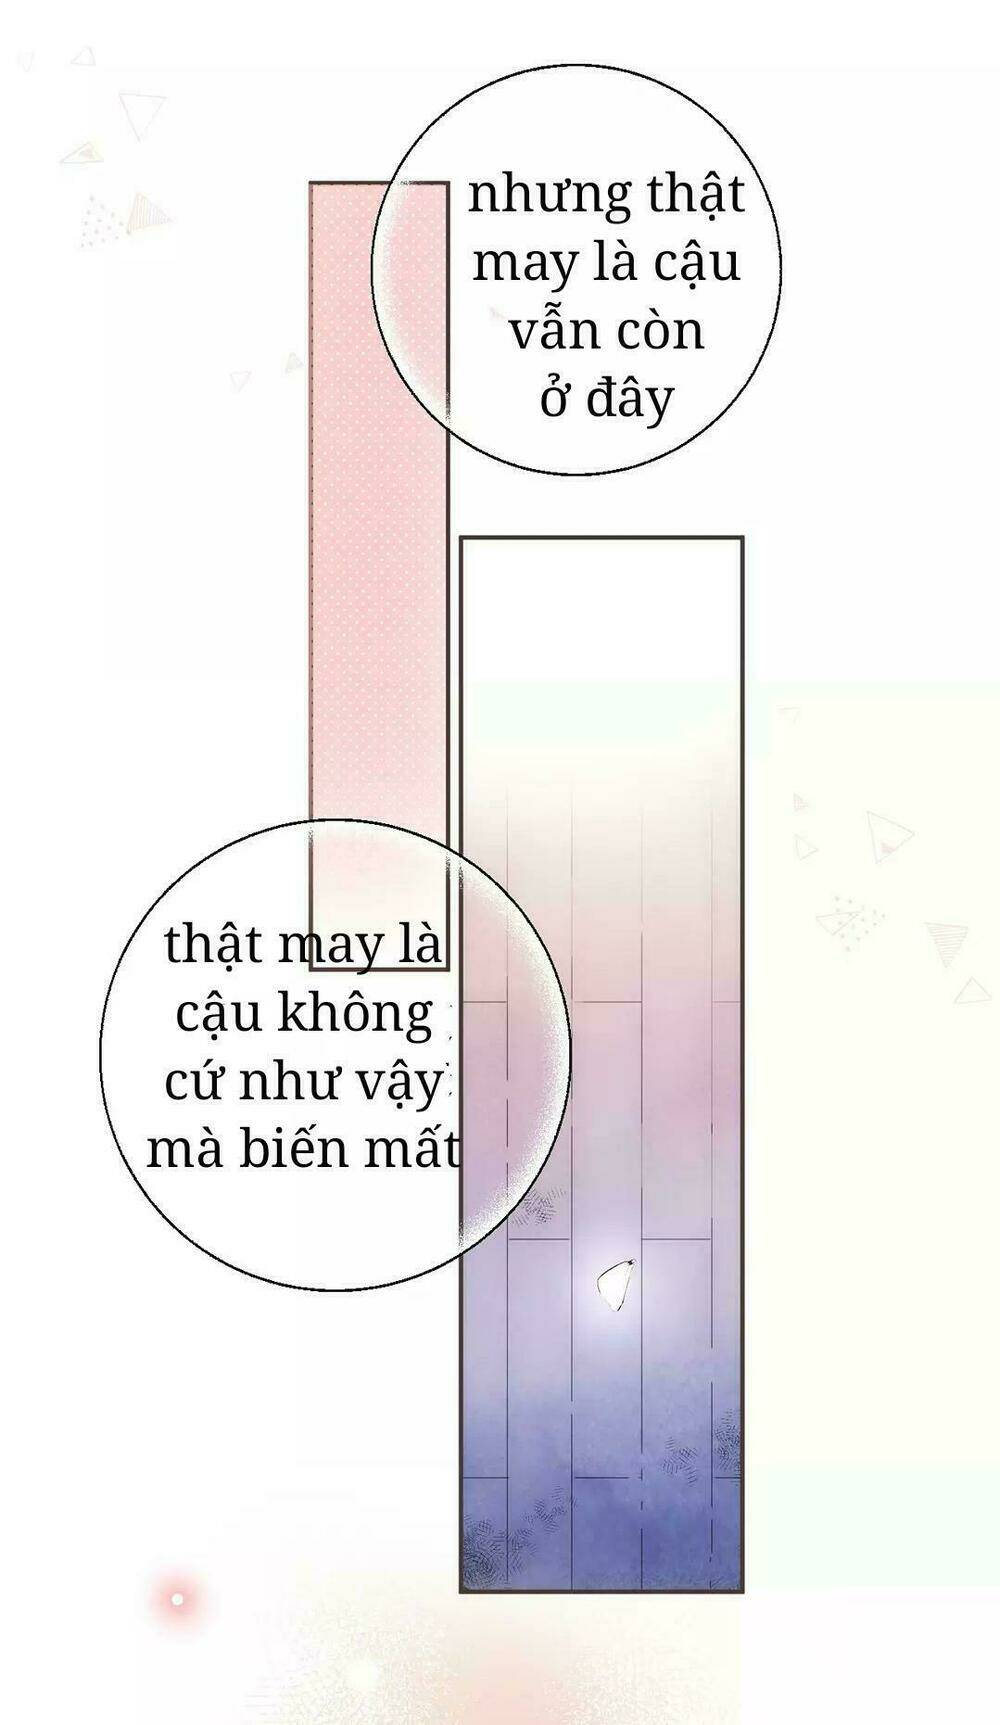 nhưng thật
may là cậu
vẫn còn
ở đây
thật may là
cậu không
cứ như vậy
mà biến mất